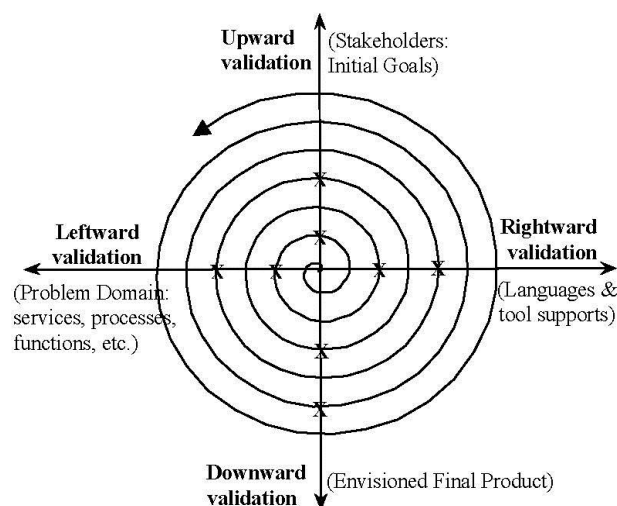 Upward
validation
(Stakeholders:
Initial Goals)
Leftward
validation
(Problem Domain:
services, processes,
functions, etc.)
Rightward
validation
(Languages &
tool supports)
X
X
X
X
X
X
X
X
Downward
validation
(Envisioned Final Product)